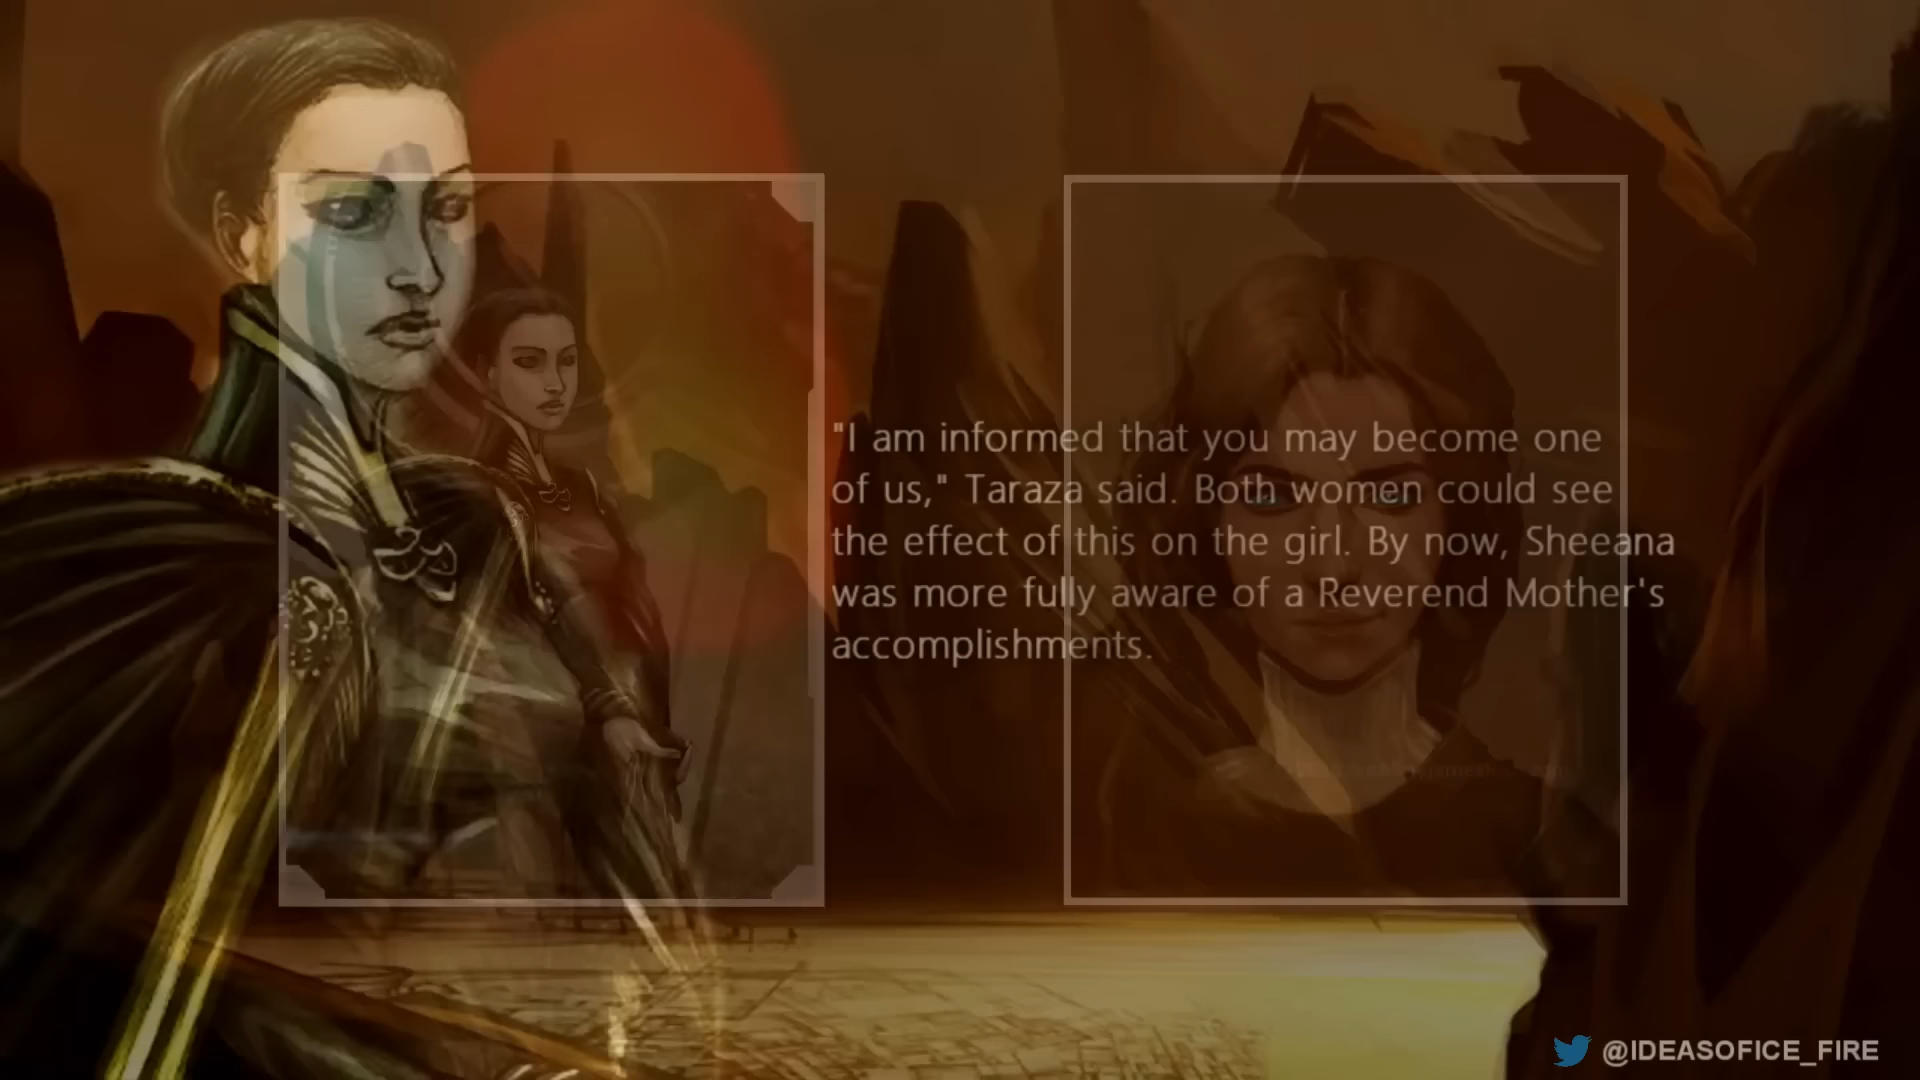 "I am informed that you may become one
of us," Taraza said. Both women could see
the effect of this on the girl. By now, Sheeana
was more fully aware of a Reverend Mother's
accomplishments.
@IDEASOFICE_FIRE